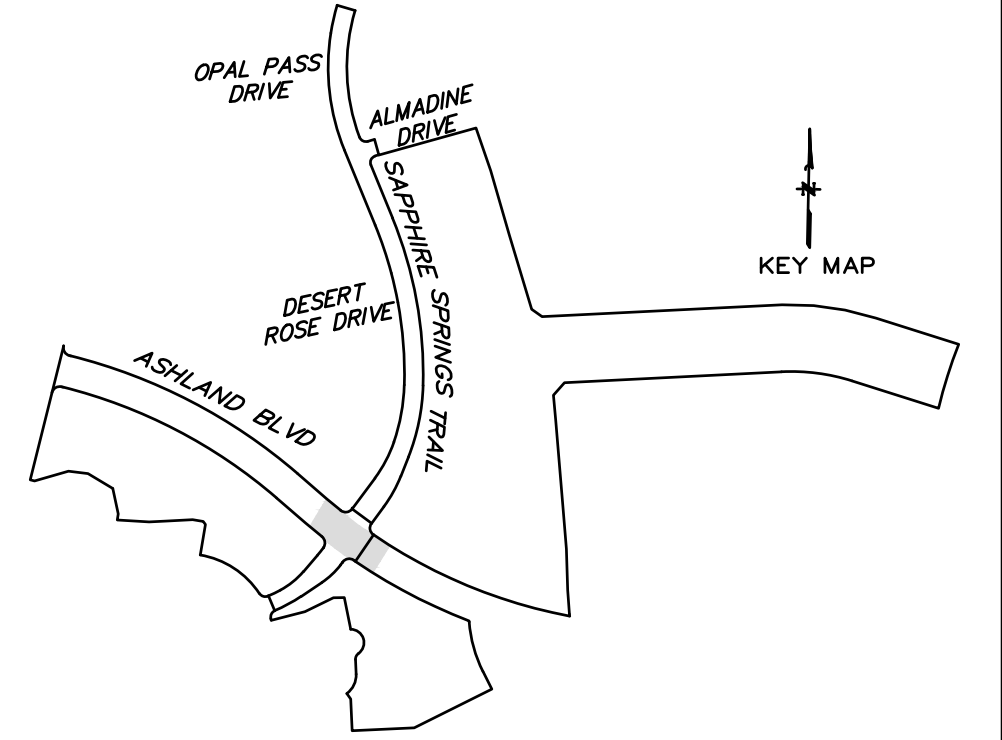 OPAL PASS
DRIVE
ALMADINE
DRIVE
SAPPHIRE SPRINGS TRAIL
N
KEY MAP
DESERT
ROSE DRIVE
ASHLAND BLVD